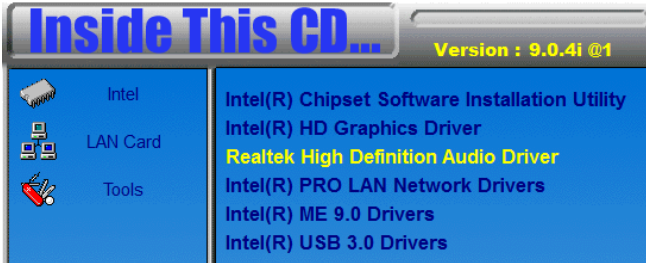 Inside This CD...
Version : 9.0.4i @1
Intel
LAN Card
Tools
Intel(R) Chipset Software Installation Utility
Intel(R) HD Graphics Driver
Realtek High Definition Audio Driver
Intel(R) PRO LAN Network Drivers
Intel(R) ME 9.0 Drivers
Intel(R) USB 3.0 Drivers